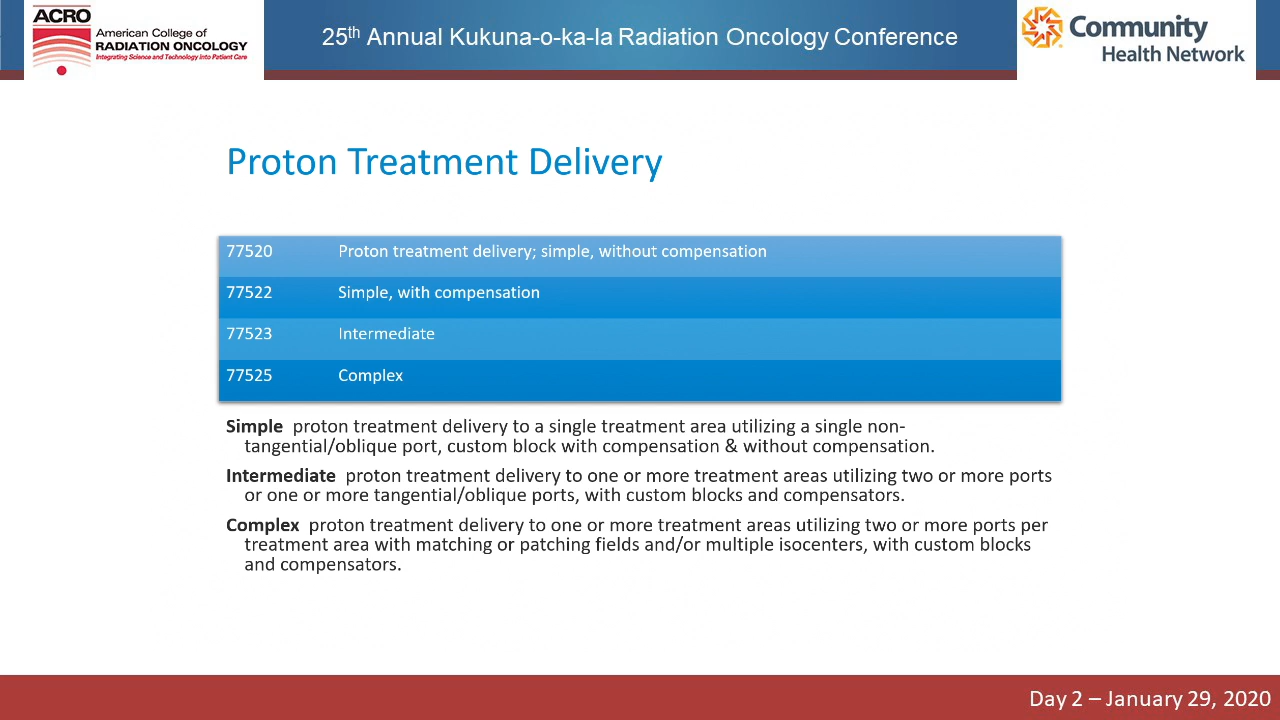 ACRO
American College of
RADIATION ONCOLOGY
Integrating Science and Technology Into Patient Care
25th Annual Kukuna-o-ka-la Radiation Oncology Conference
Community
Health Network
Proton Treatment Delivery
77520 Proton treatment delivery; simple, without compensation
77522 Simple, with compensation
77523 Intermediate
77525 Complex
Simple proton treatment delivery to a single treatment area utilizing a single non-
tangential/oblique port, custom block with compensation & without compensation.
Intermediate proton treatment delivery to one or more treatment areas utilizing two or more ports
or one or more tangential/oblique ports, with custom blocks and compensators.
Complex proton treatment delivery to one or more treatment areas utilizing two or more ports per
treatment area with matching or patching fields and/or multiple isocenters, with custom blocks
and compensators.
Day 2 – January 29, 2020